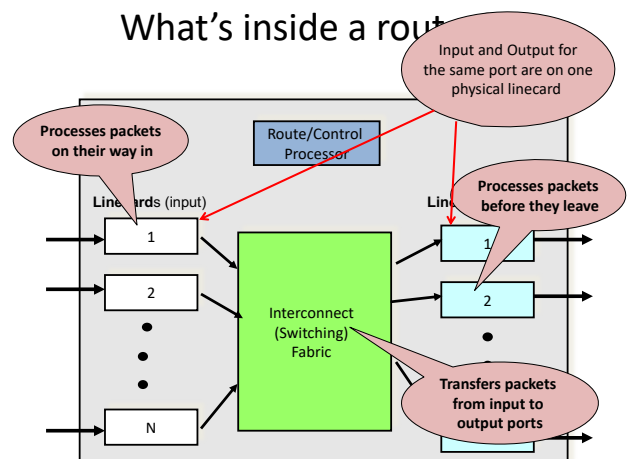 What's inside a rout
Input and Output for
the same port are on one
physical linecard
Processes packets
on their way in
Route/Control
Processor
Linecards (input)
Processes packets
before they leave
1
1
2
2
Interconnect
(Switching)
Fabric
Transfers packets
from input to
output ports
N